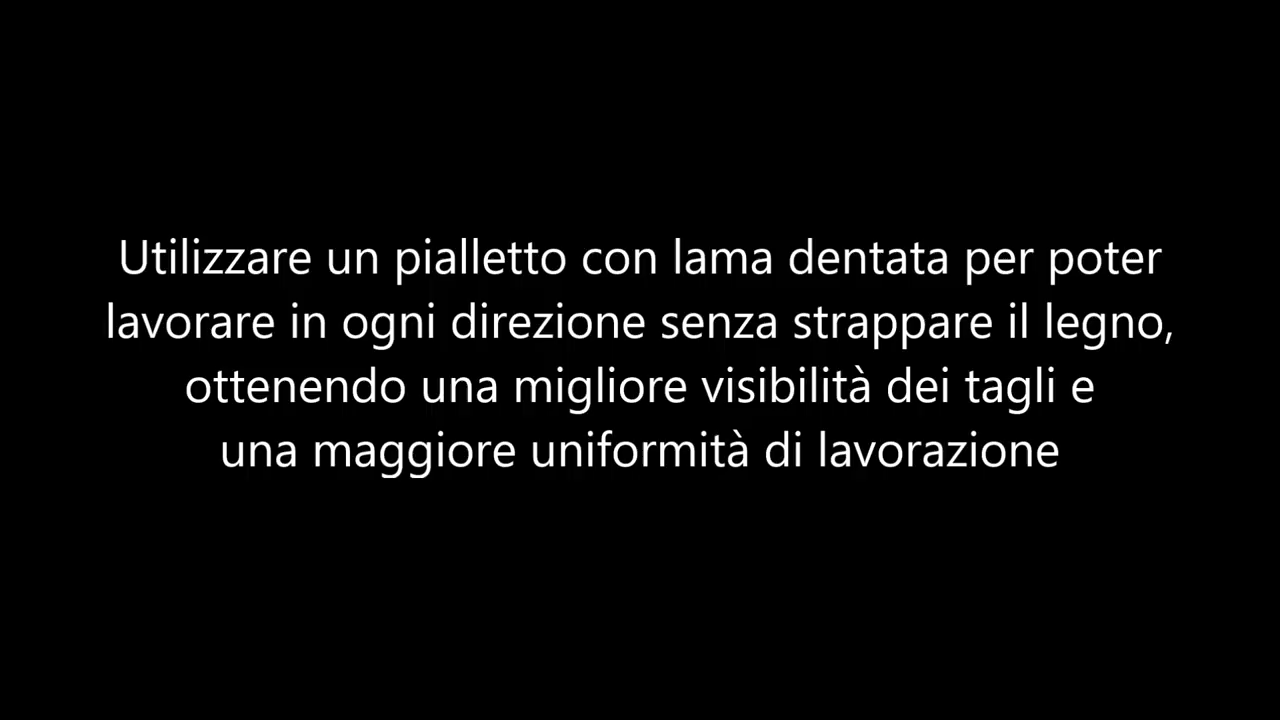 Utilizzare un pialletto con lama dentata per poter
lavorare in ogni direzione senza strappare il legno,
ottenendo una migliore visibilità dei tagli e
una maggiore uniformità di lavorazione